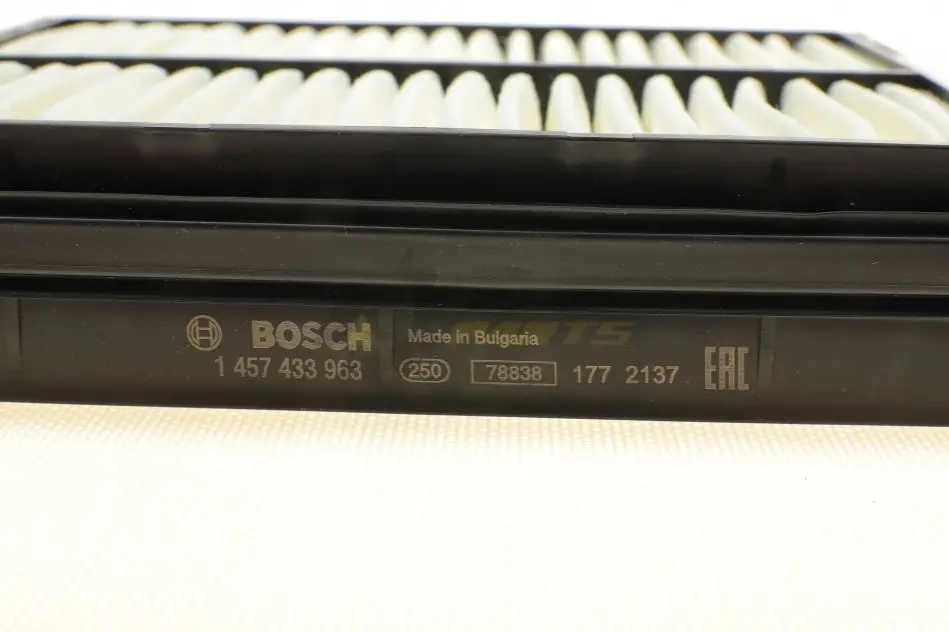 BOSCH
1 457 433 963
Made in Bulgaria
250 78838 177 2137
EAC